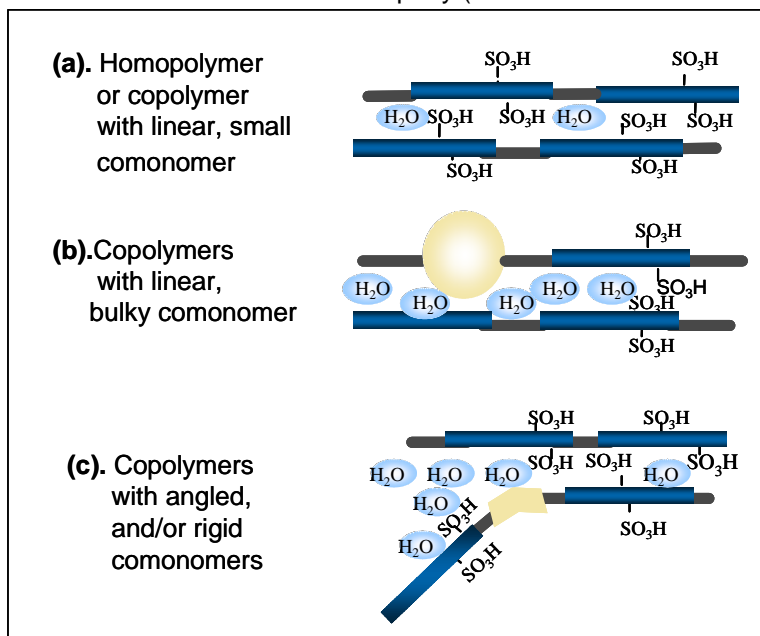 poly (
(a). Homopolymer
or copolymer
with linear, small
comonomer
SO₃H SO₃H
H₂O SO₃H SO₃H H₂O SO₃H SO₃H
SO₃H SO₃H
(b).Copolymers
with linear,
bulky comonomer
SO₃H
H₂O H₂O H₂O H₂O H₂O SO₃H
SO₃H
SO₃H
(c). Copolymers
with angled,
and/or rigid
comonomers
SO₃H SO₃H
H₂O H₂O H₂O SO₃H SO₃H H₂O SO₃H
H₂O SO₃H
SO₃H
H₂O SO₃H